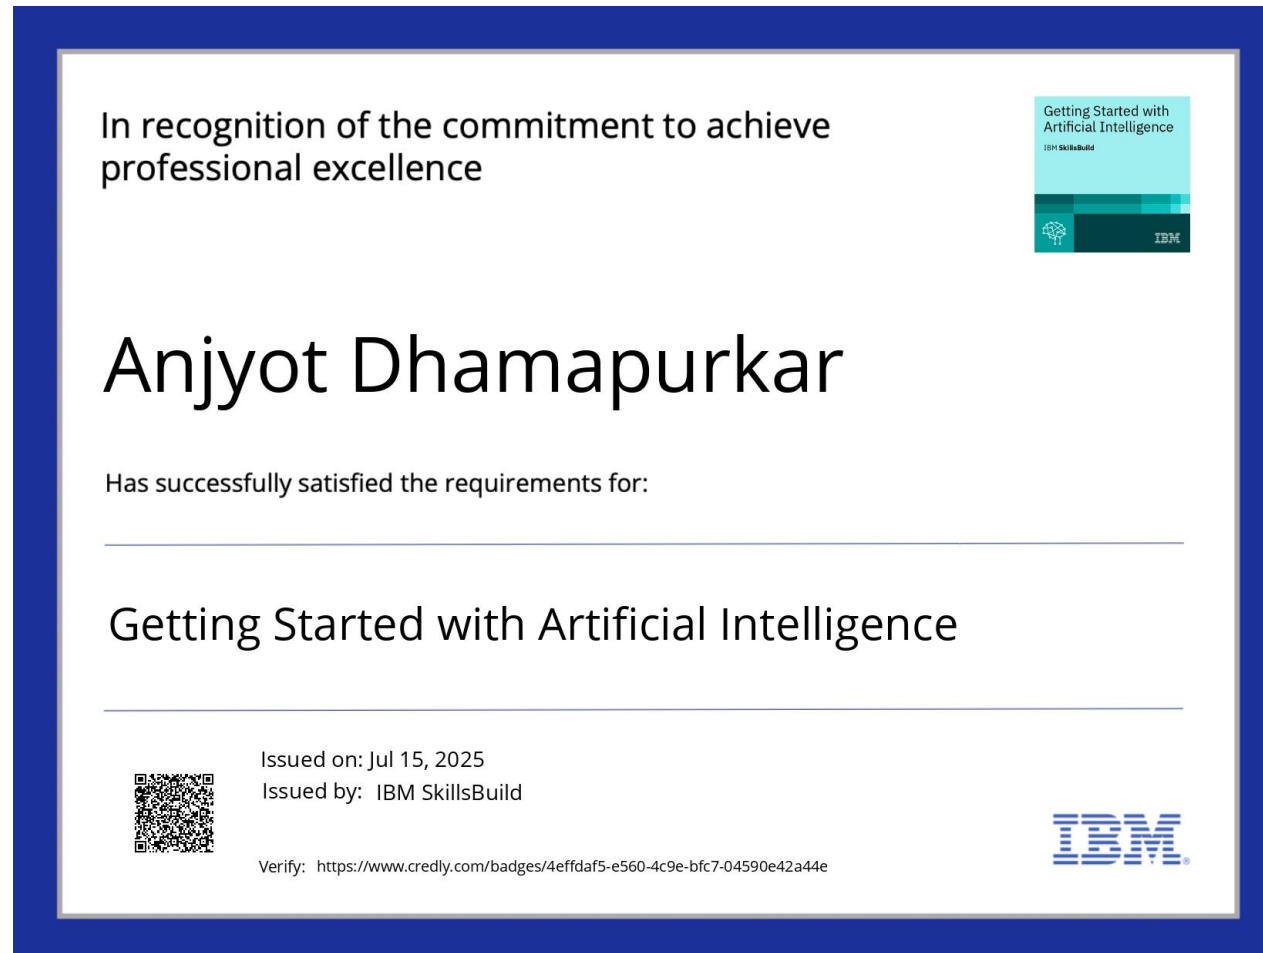 In recognition of the commitment to achieve
professional excellence
Getting Started with
Artificial Intelligence
IBM SkillsBuild
IBM
Anjyot Dhamapurkar
Has successfully satisfied the requirements for:
Getting Started with Artificial Intelligence
Issued on: Jul 15, 2025
Issued by: IBM SkillsBuild
Verify: https://www.credly.com/badges/4effdaf5-e560-4c9e-bfc7-04590e42a44e
IBM®